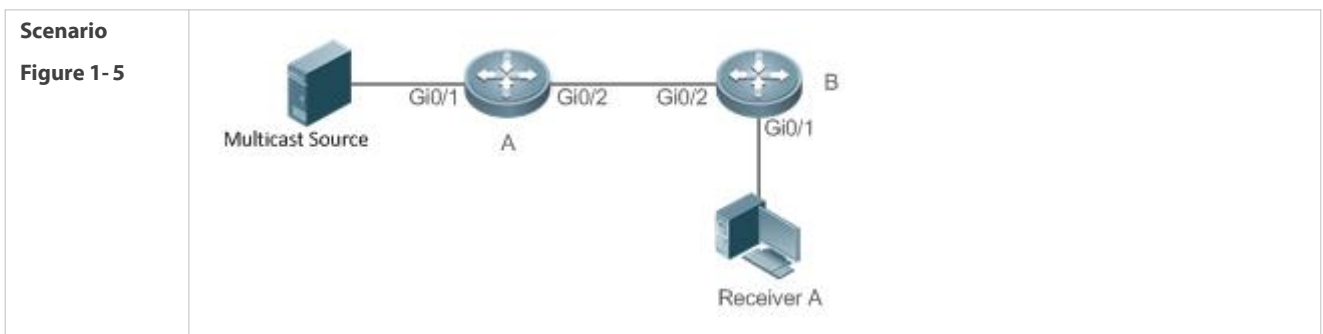 Scenario
Figure 1- 5
Gi0/1
Gi0/2
Gi0/2
B
Multicast Source
A
Gi0/1
Receiver A